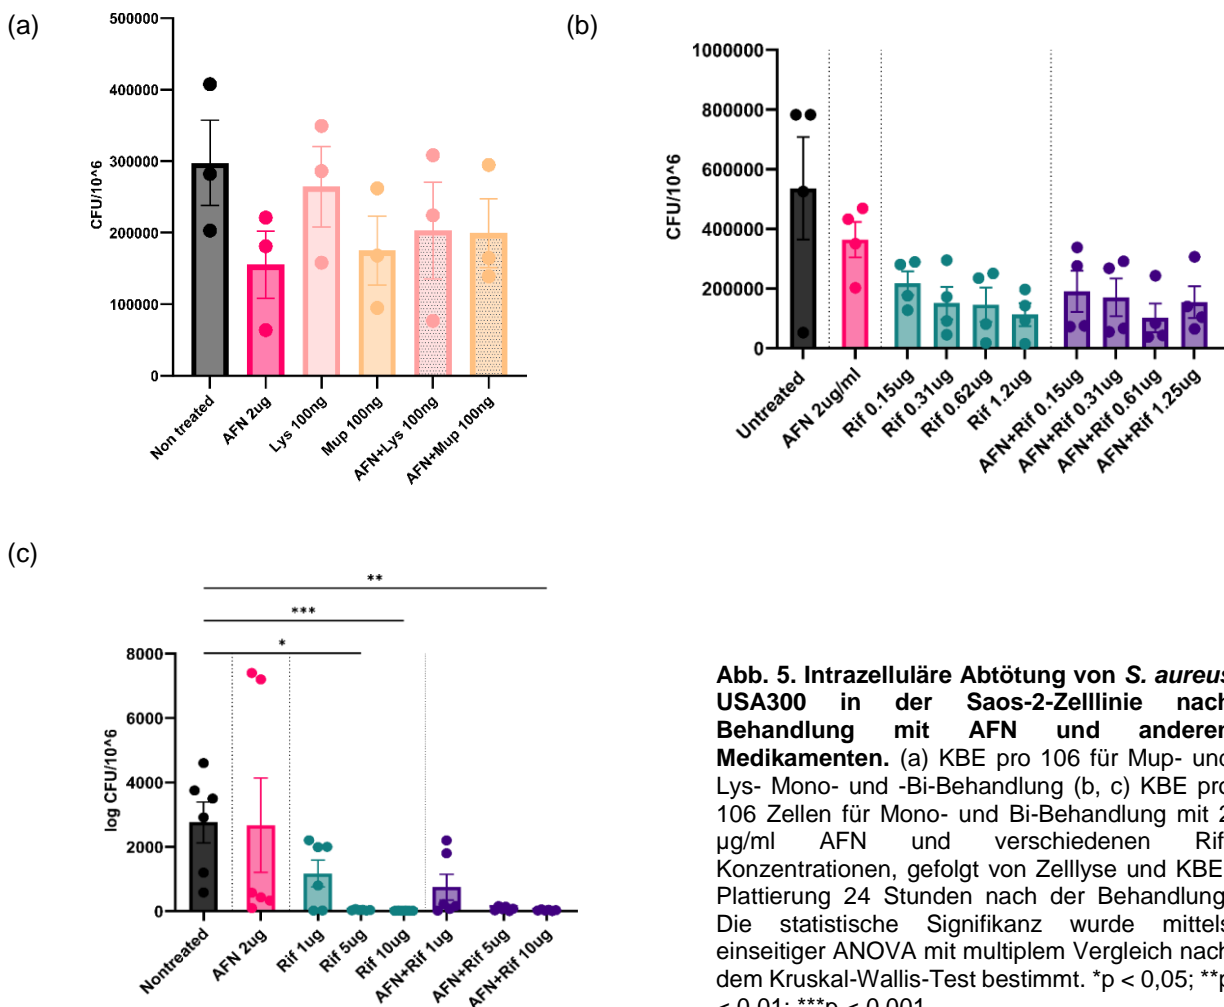 (a)
500000
400000
300000
200000
100000
0
CFU/10^6
Non treated
AFN 2ug
Lys 100ng
Mup 100ng
AFN+Lys 100ng
AFN+Mup 100ng
(b)
1000000
800000
600000
400000
200000
0
CFU/10^6
Untreated
AFN 2ug/ml
Rif 0.15ug
Rif 0.31ug
Rif 0.62ug
Rif 1.2ug
AFN+Rif 0.15ug
AFN+Rif 0.31ug
AFN+Rif 0.61ug
AFN+Rif 1.25ug
(c)
**
***
*
8000
6000
4000
2000
0
log CFU/10^6
Nontreated
AFN 2ug
Rif 1ug
Rif 5ug
Rif 10ug
AFN+Rif 1ug
AFN+Rif 5ug
AFN+Rif 10ug
Abb. 5. Intrazelluläre Abtötung von S. aureus
USA300 in der Saos-2-Zelllinie nach
Behandlung mit AFN und anderen
Medikamenten. (a) KBE pro 106 für Mup- und
Lys- Mono- und -Bi-Behandlung (b, c) KBE pro
106 Zellen für Mono- und Bi-Behandlung mit 2
µg/ml AFN und verschiedenen Rif
Konzentrationen, gefolgt von Zelllyse und KBE
Plattierung 24 Stunden nach der Behandlung
Die statistische Signifikanz wurde mittels
einseitiger ANOVA mit multiplem Vergleich nach
dem Kruskal-Wallis-Test bestimmt. *p < 0,05; **p
< 0,01; ***p < 0,001